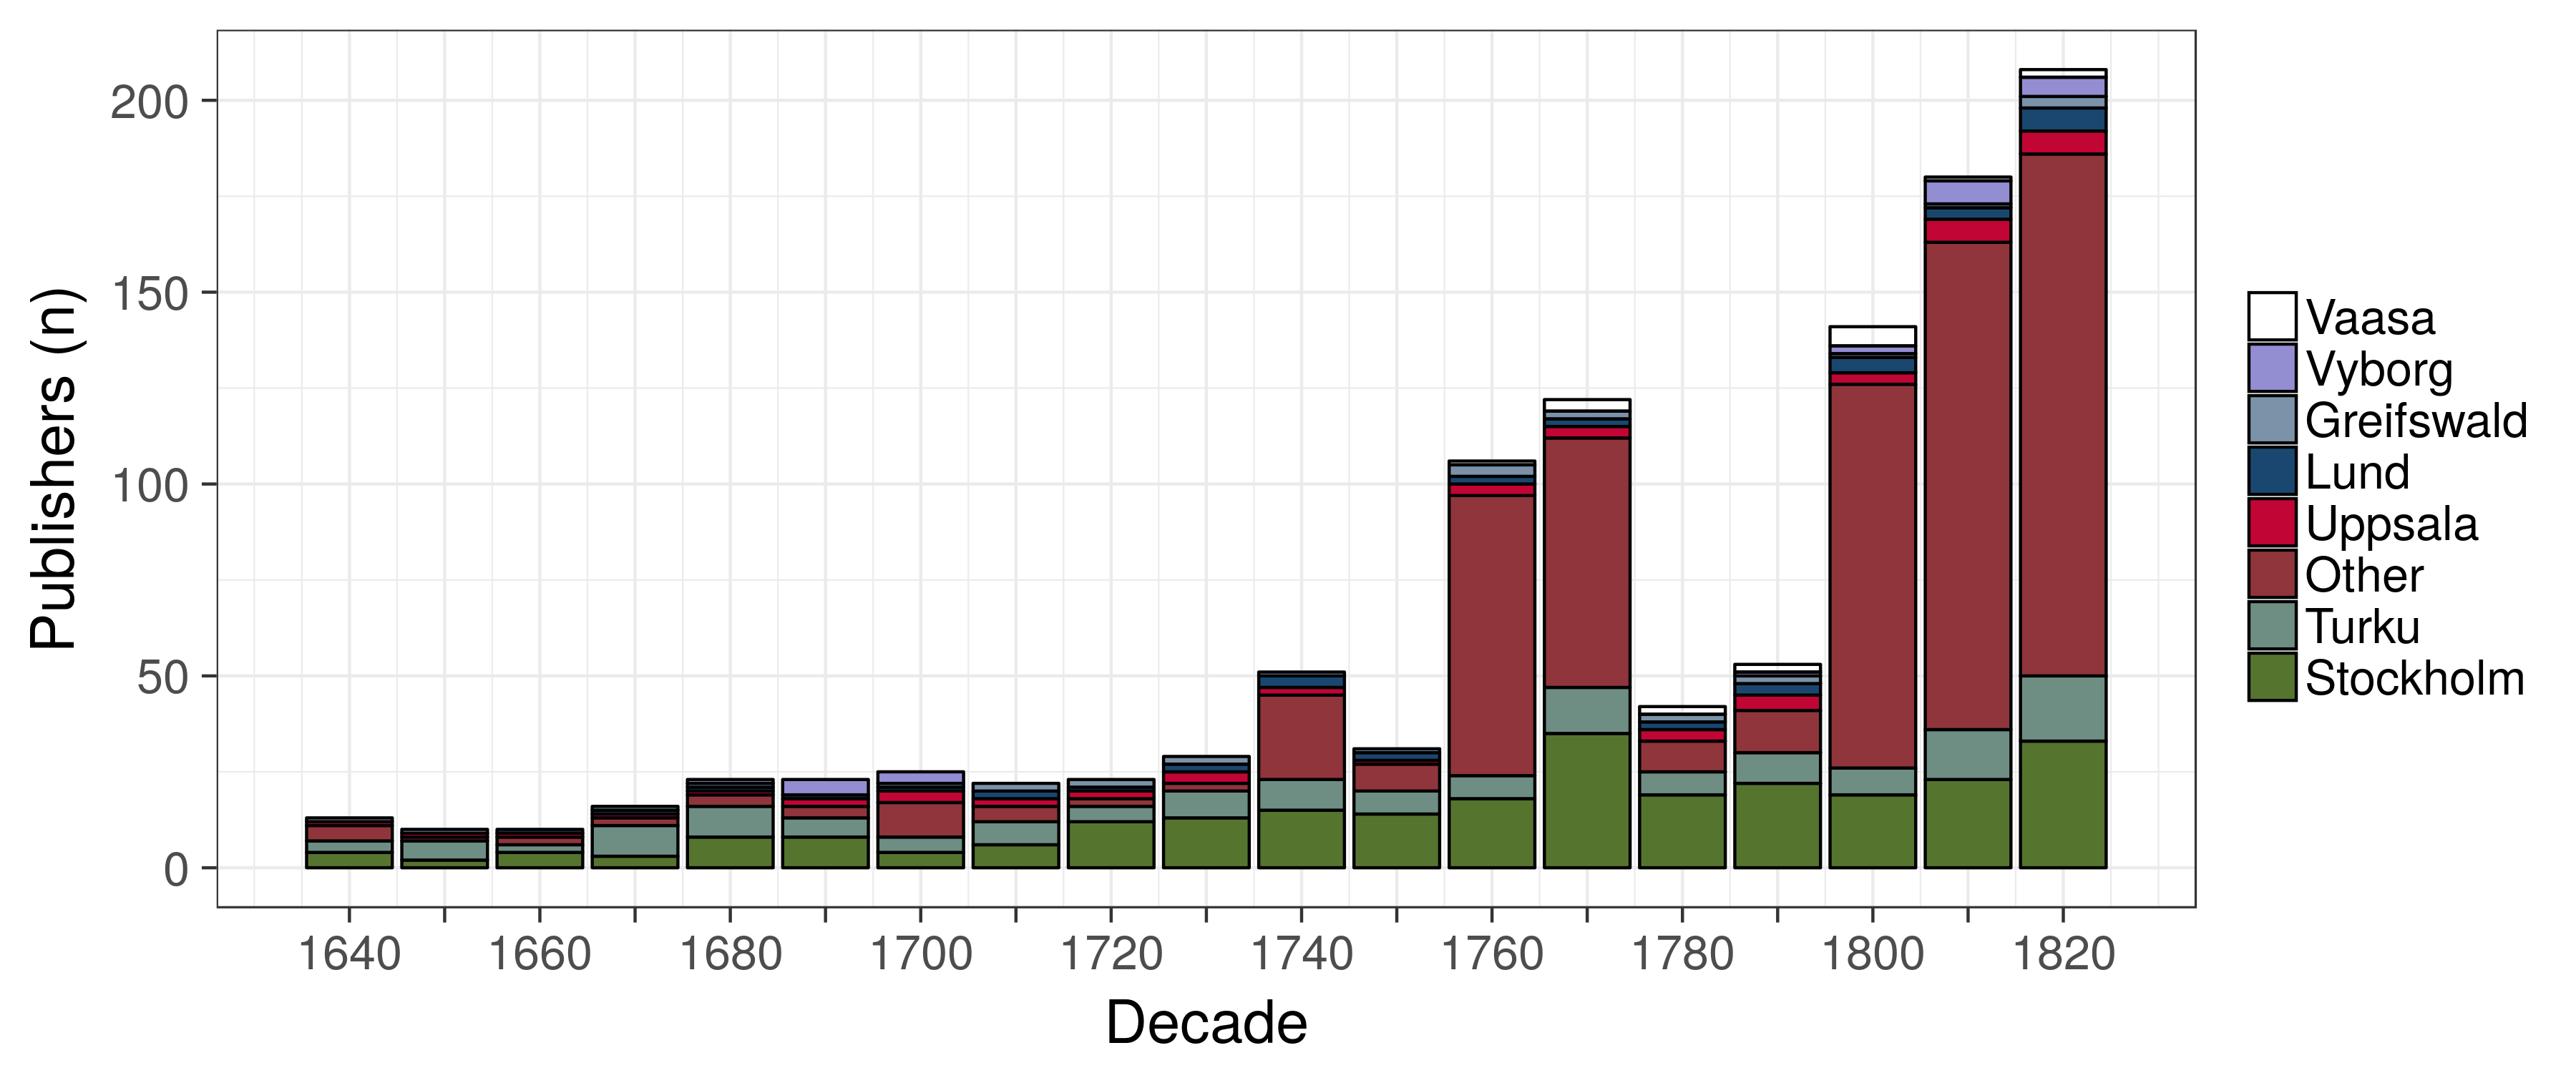 Publishers (n)
200
150
100
50
0
1640 1660 1680 1700 1720 1740 1760 1780 1800 1820
Decade
Vaasa
Vyborg
Greifswald
Lund
Uppsala
Other
Turku
Stockholm